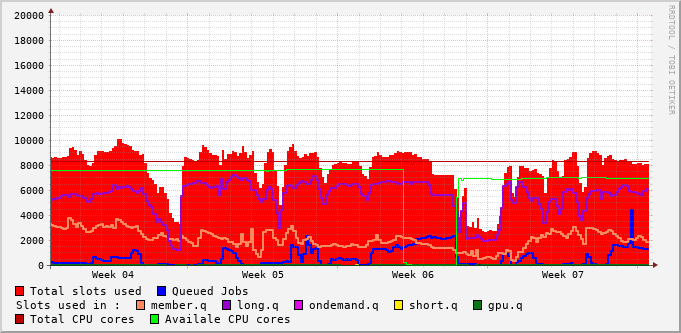 RRDTOOL / TOBI OETIKER
20000
18000
16000
14000
12000
10000
8000
6000
4000
2000
0
Week 04 Week 05 Week 06 Week 07
Total slots used Queued Jobs
Slots used in : member.q long.q ondemand.q short.q gpu.q
Total CPU cores Availale CPU cores